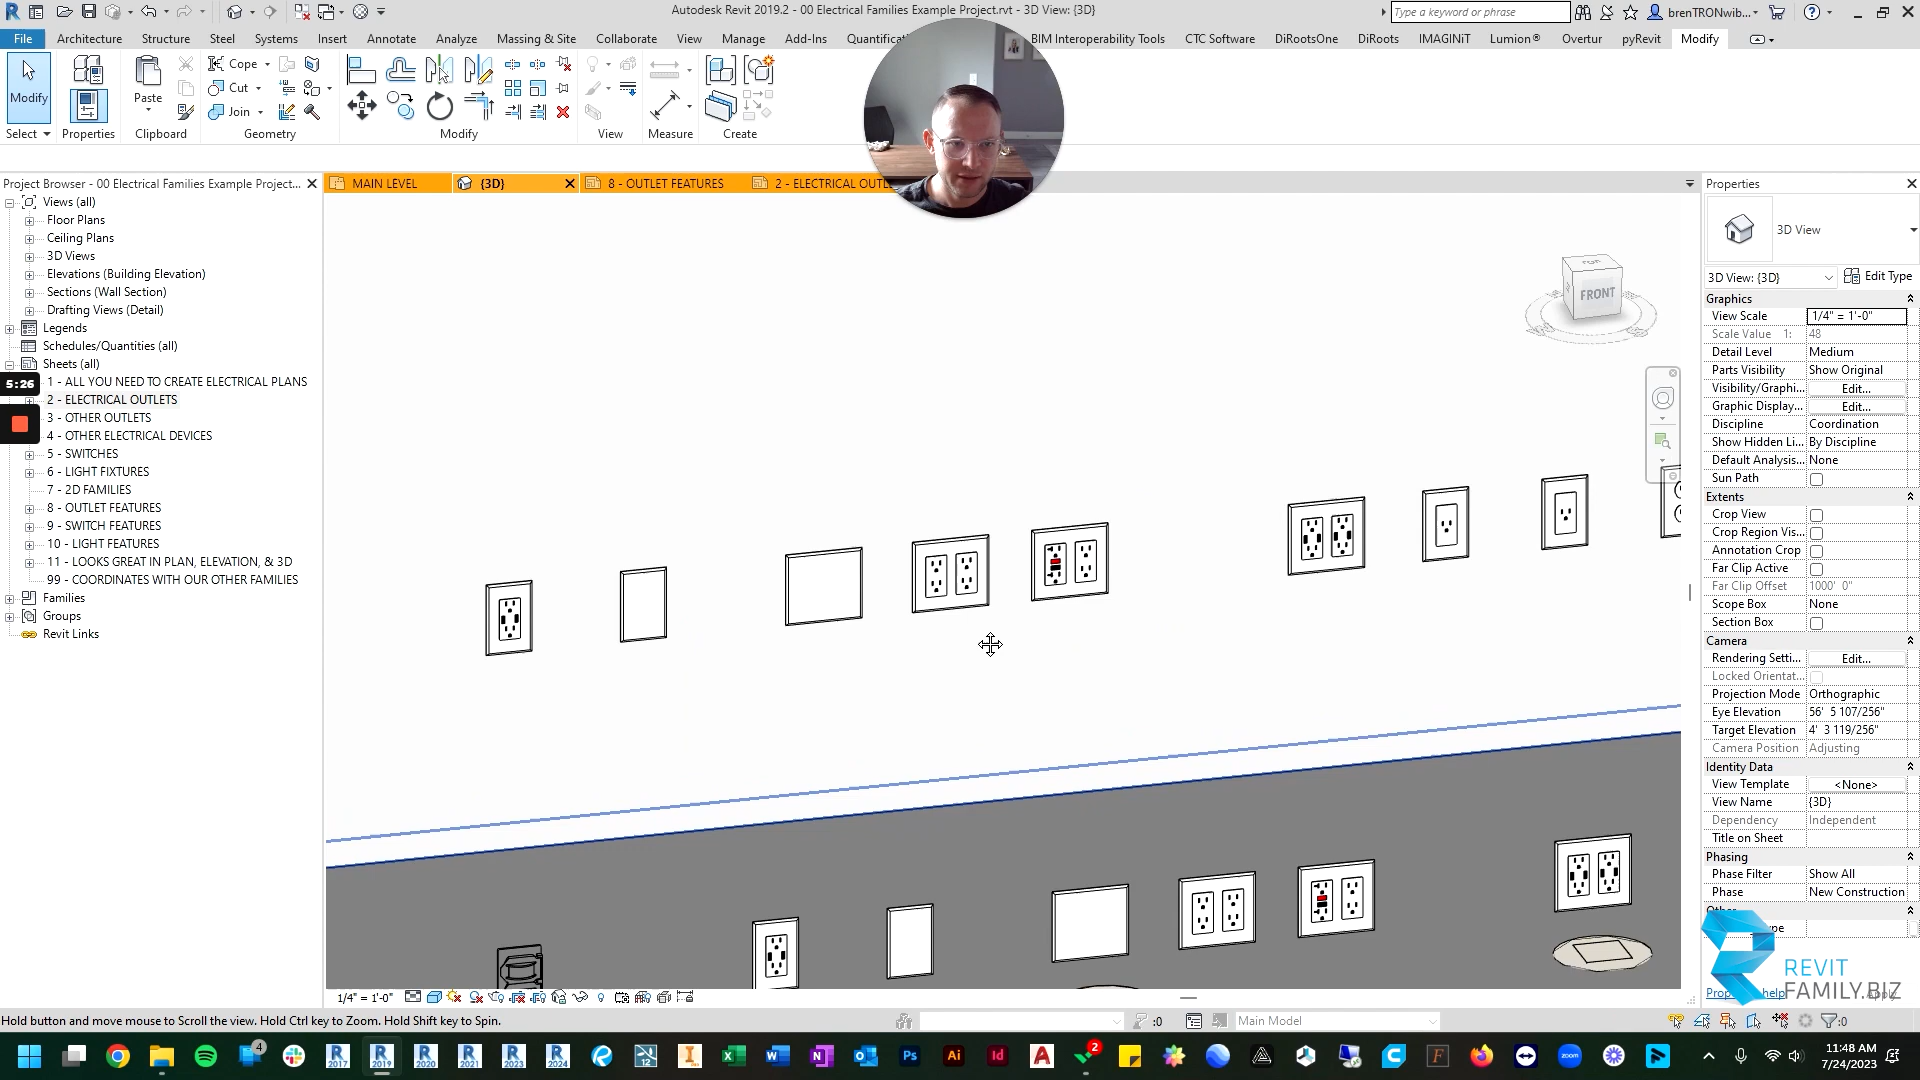 Autodesk Revit 2019.2 - 00 Electrical Families Example Project.rvt - 3D View: {3D}
Type a keyword or phrase
brenTRONwib...
File Architecture Structure Steel Systems Insert Annotate Analyze Massing & Site Collaborate View Manage Add-Ins Quantificat BIM Interoperability Tools CTC Software DiRootsOne DiRoots IMAGINiT Lumion® Overtur pyRevit Modify
Modify
Paste
Cope
Cut
Join
Select Properties Clipboard Geometry Modify View Measure Create
Project Browser - 00 Electrical Families Example Project...
Views (all)
Floor Plans
Ceiling Plans
3D Views
Elevations (Building Elevation)
Sections (Wall Section)
Drafting Views (Detail)
Legends
Schedules/Quantities (all)
Sheets (all)
5:26
1 - ALL YOU NEED TO CREATE ELECTRICAL PLANS
2 - ELECTRICAL OUTLETS
3 - OTHER OUTLETS
4 - OTHER ELECTRICAL DEVICES
5 - SWITCHES
6 - LIGHT FIXTURES
7 - 2D FAMILIES
8 - OUTLET FEATURES
9 - SWITCH FEATURES
10 - LIGHT FEATURES
11 - LOOKS GREAT IN PLAN, ELEVATION, & 3D
99 - COORDINATES WITH OUR OTHER FAMILIES
Families
Groups
Revit Links
MAIN LEVEL
{3D}
8 - OUTLET FEATURES
2 - ELECTRICAL OUTL
FRONT
Properties
3D View
3D View: {3D} Edit Type
Graphics
View Scale 1/4" = 1'-0"
Scale Value 1: 48
Detail Level Medium
Parts Visibility Show Original
Visibility/Graphi... Edit...
Graphic Display... Edit...
Discipline Coordination
Show Hidden Li... By Discipline
Default Analysis... None
Sun Path
Extents
Crop View
Crop Region Vis...
Annotation Crop
Far Clip Active
Far Clip Offset 1000' 0"
Scope Box None
Section Box
Camera
Rendering Setti... Edit...
Locked Orientat...
Projection Mode Orthographic
Eye Elevation 56' 5 107/256"
Target Elevation 4' 3 119/256"
Camera Position Adjusting
Identity Data
View Template <None>
View Name {3D}
Dependency Independent
Title on Sheet
Phasing
Phase Filter Show All
Phase New Construction
REVIT
FAMILY.BIZ
1/4" = 1'-0"
Hold button and move mouse to Scroll the view. Hold Ctrl key to Zoom. Hold Shift key to Spin.
:0
Main Model
:0
4
2017
2019
2020
2021
2023
2024
12
2
zoom
11:48 AM
7/24/2023